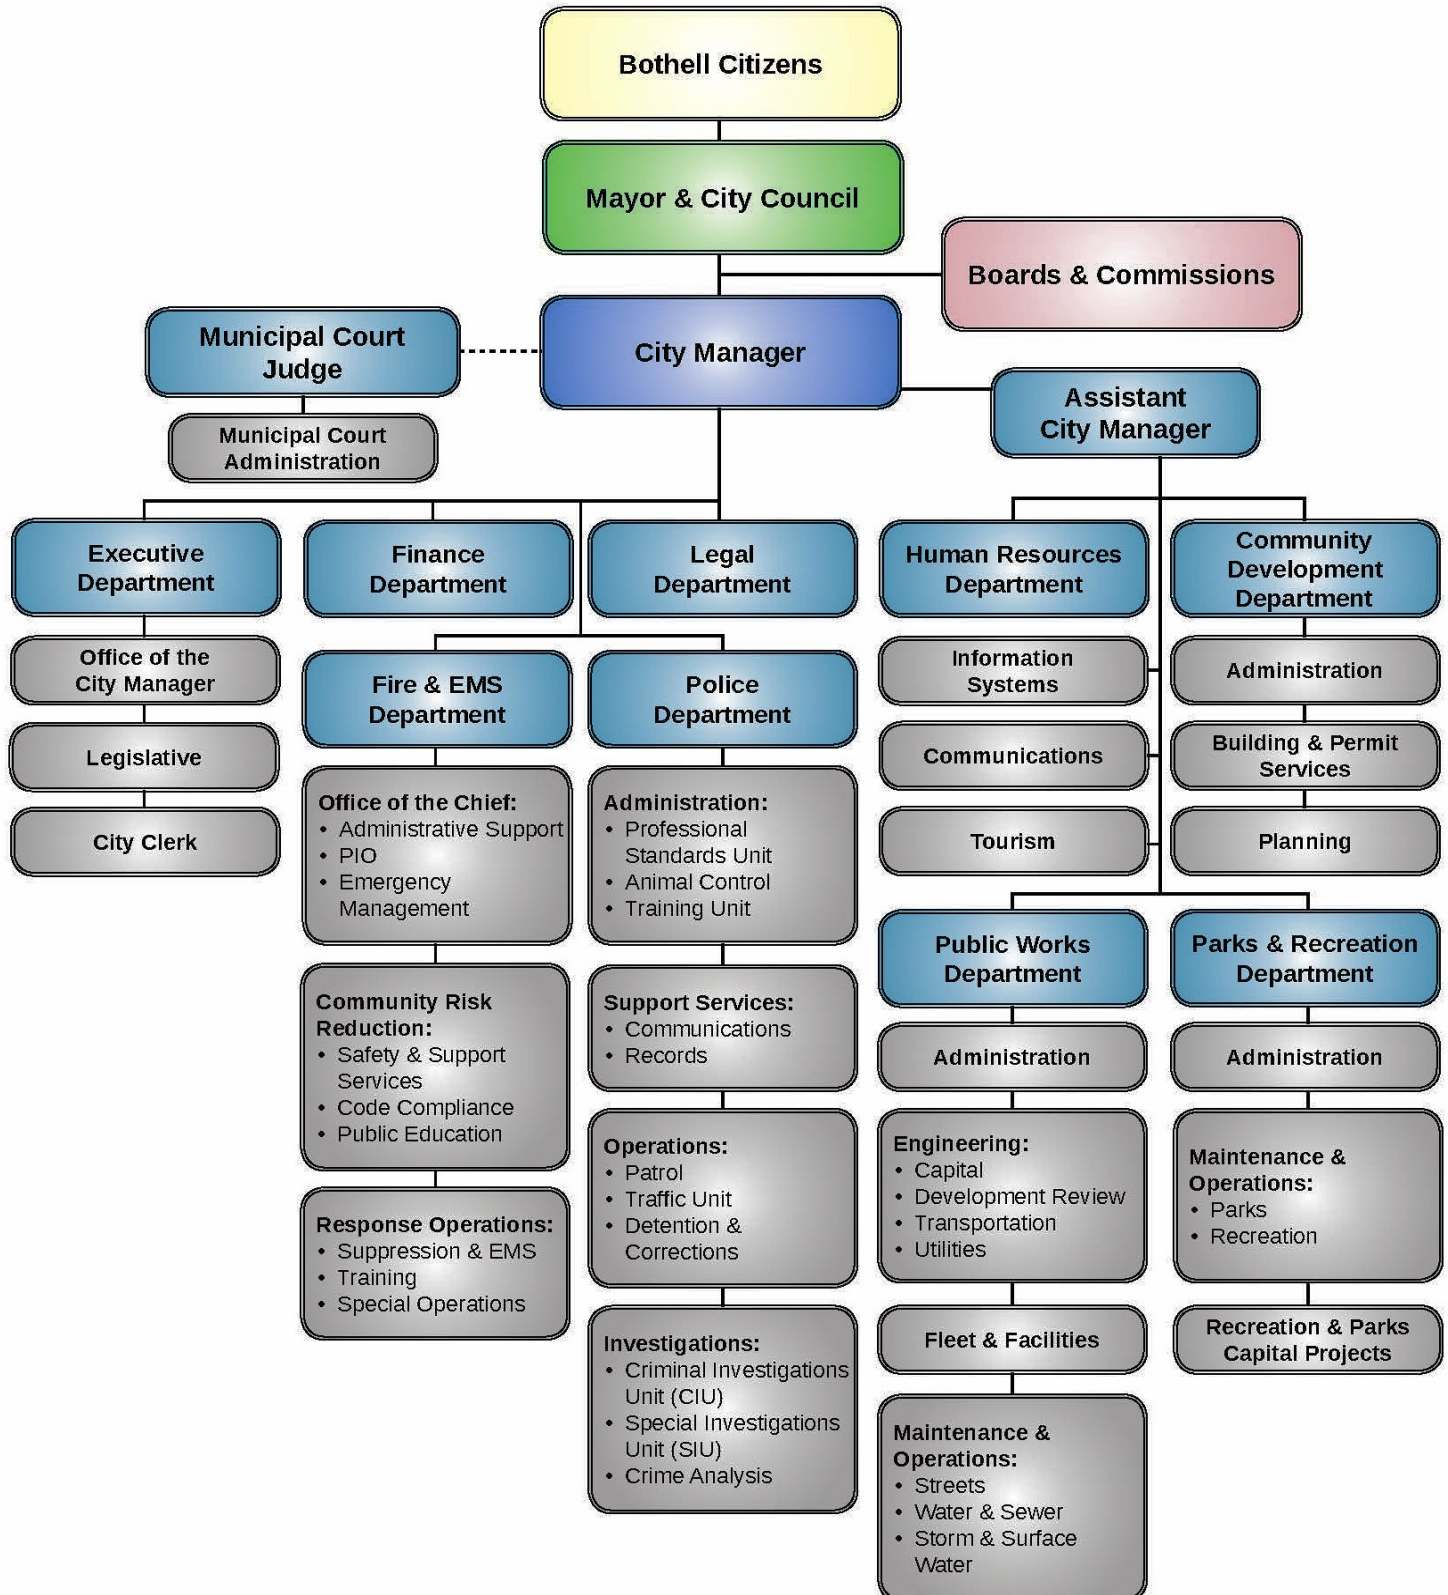 Bothell Citizens
Mayor & City Council
Boards & Commissions
Municipal Court
Judge
City Manager
Assistant
City Manager
Municipal Court
Administration
Executive
Department
Finance
Department
Legal
Department
Human Resources
Department
Community
Development
Department
Office of the
City Manager
Legislative
City Clerk
Fire & EMS
Department
Office of the Chief:
• Administrative Support
• PIO
• Emergency
Management
Community Risk
Reduction:
• Safety & Support
Services
• Code Compliance
• Public Education
Response Operations:
• Suppression & EMS
• Training
• Special Operations
Police
Department
Administration:
• Professional
Standards Unit
• Animal Control
• Training Unit
Support Services:
• Communications
• Records
Operations:
• Patrol
• Traffic Unit
• Detention &
Corrections
Investigations:
• Criminal Investigations
Unit (CIU)
• Special Investigations
Unit (SIU)
• Crime Analysis
Information
Systems
Communications
Tourism
Administration
Building & Permit
Services
Planning
Public Works
Department
Administration
Engineering:
• Capital
• Development Review
• Transportation
• Utilities
Fleet & Facilities
Maintenance &
Operations:
• Streets
• Water & Sewer
• Storm & Surface
Water
Parks & Recreation
Department
Administration
Maintenance &
Operations:
• Parks
• Recreation
Recreation & Parks
Capital Projects